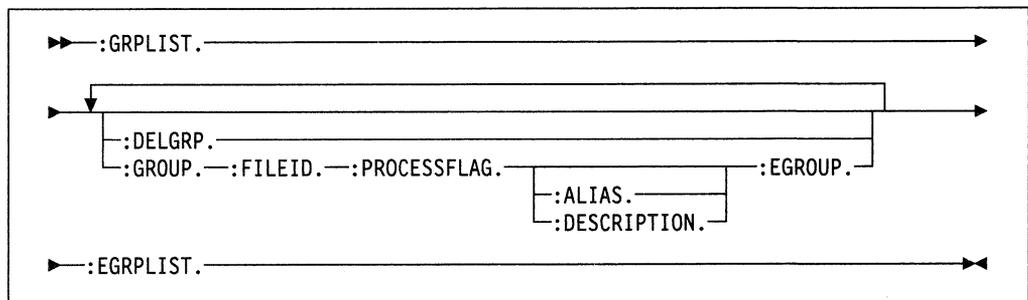 :GRPLIST.
:DELGRP.
:GROUP. :FILEID. :PROCESSFLAG. :EGROUP.
:ALIAS.
:DESCRIPTION.
:EGRPLIST.